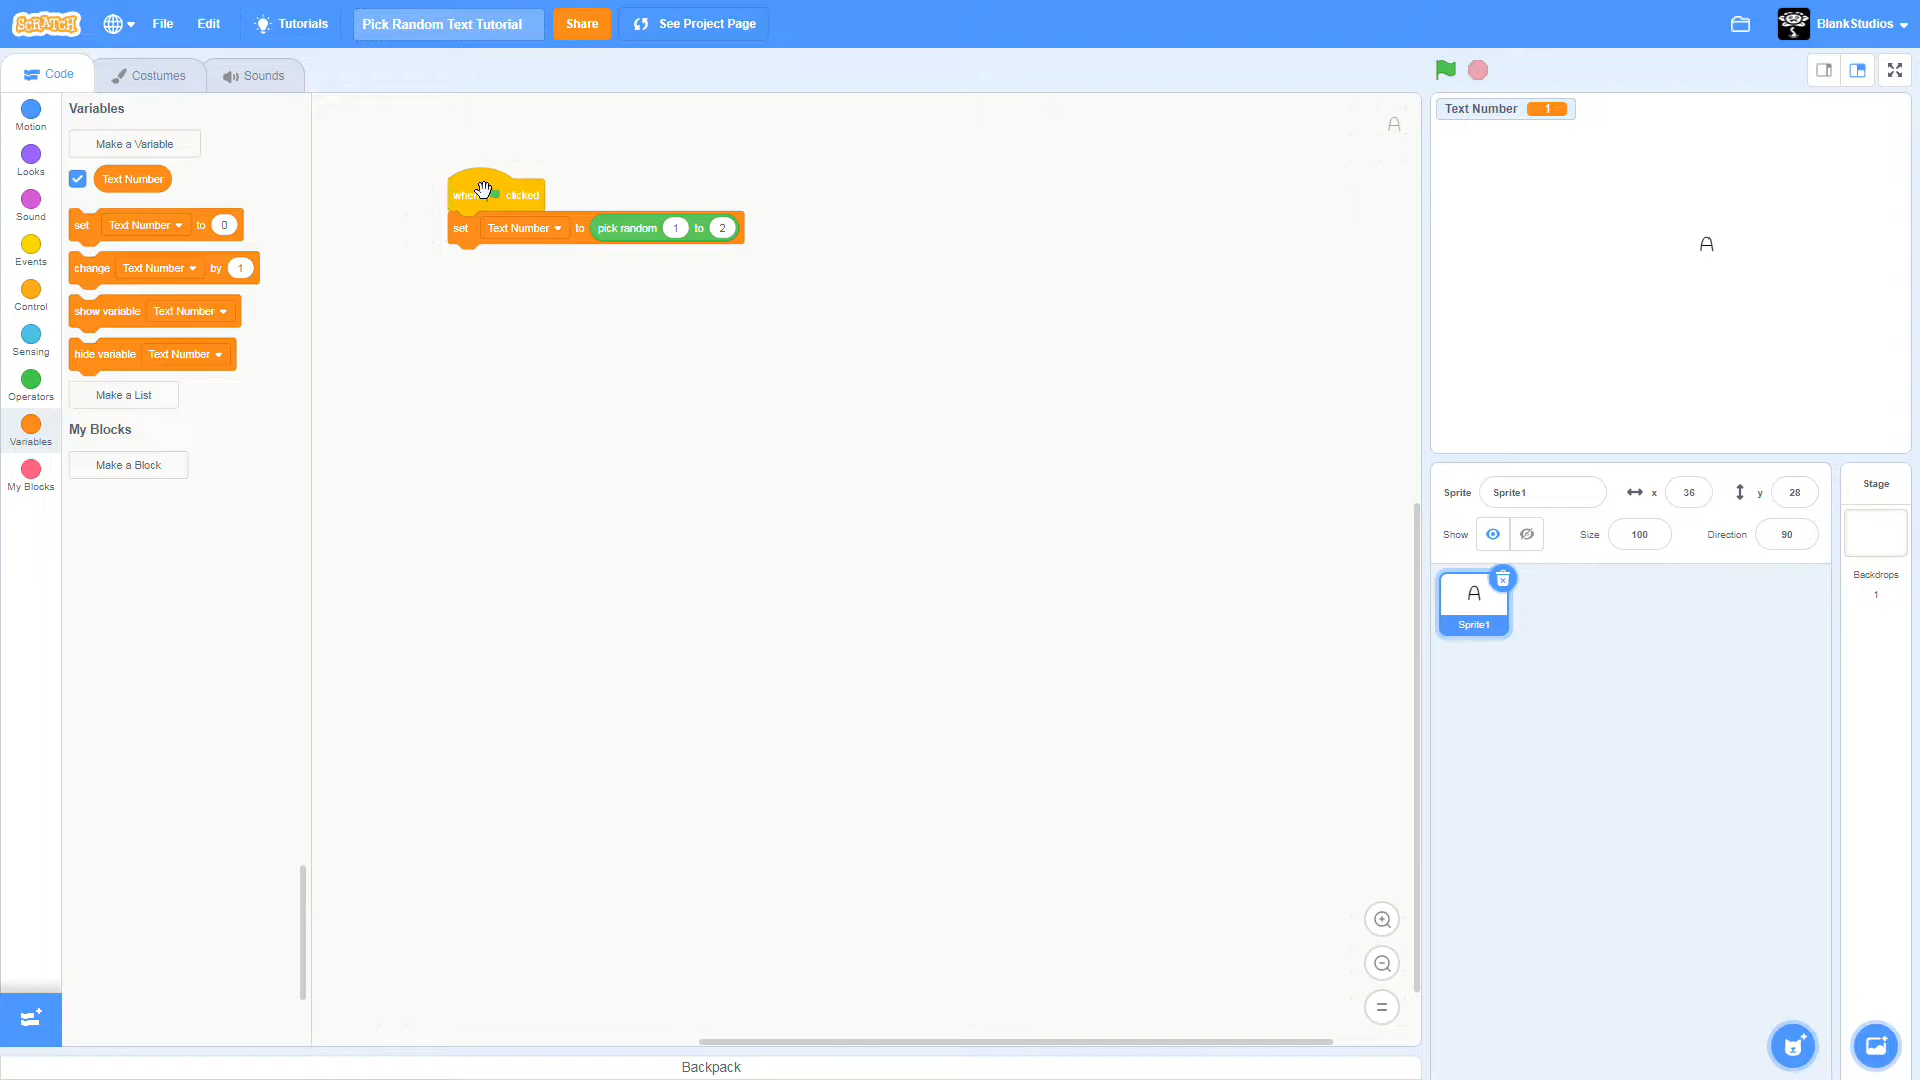 SCRATCH File Edit Tutorials Pick Random Text Tutorial Share See Project Page BlankStudios
Code Costumes Sounds
Motion
Looks
Sound
Events
Control
Sensing
Operators
Variables
My Blocks
Variables
Make a Variable
Text Number
set Text Number to 0
change Text Number by 1
show variable Text Number
hide variable Text Number
Make a List
My Blocks
Make a Block
when clicked
set Text Number to pick random 1 to 2
A
Text Number 1
A
Sprite Sprite1 x 36 y 28
Show Size 100 Direction 90
A
Sprite1
Stage
Backdrops
1
Backpack